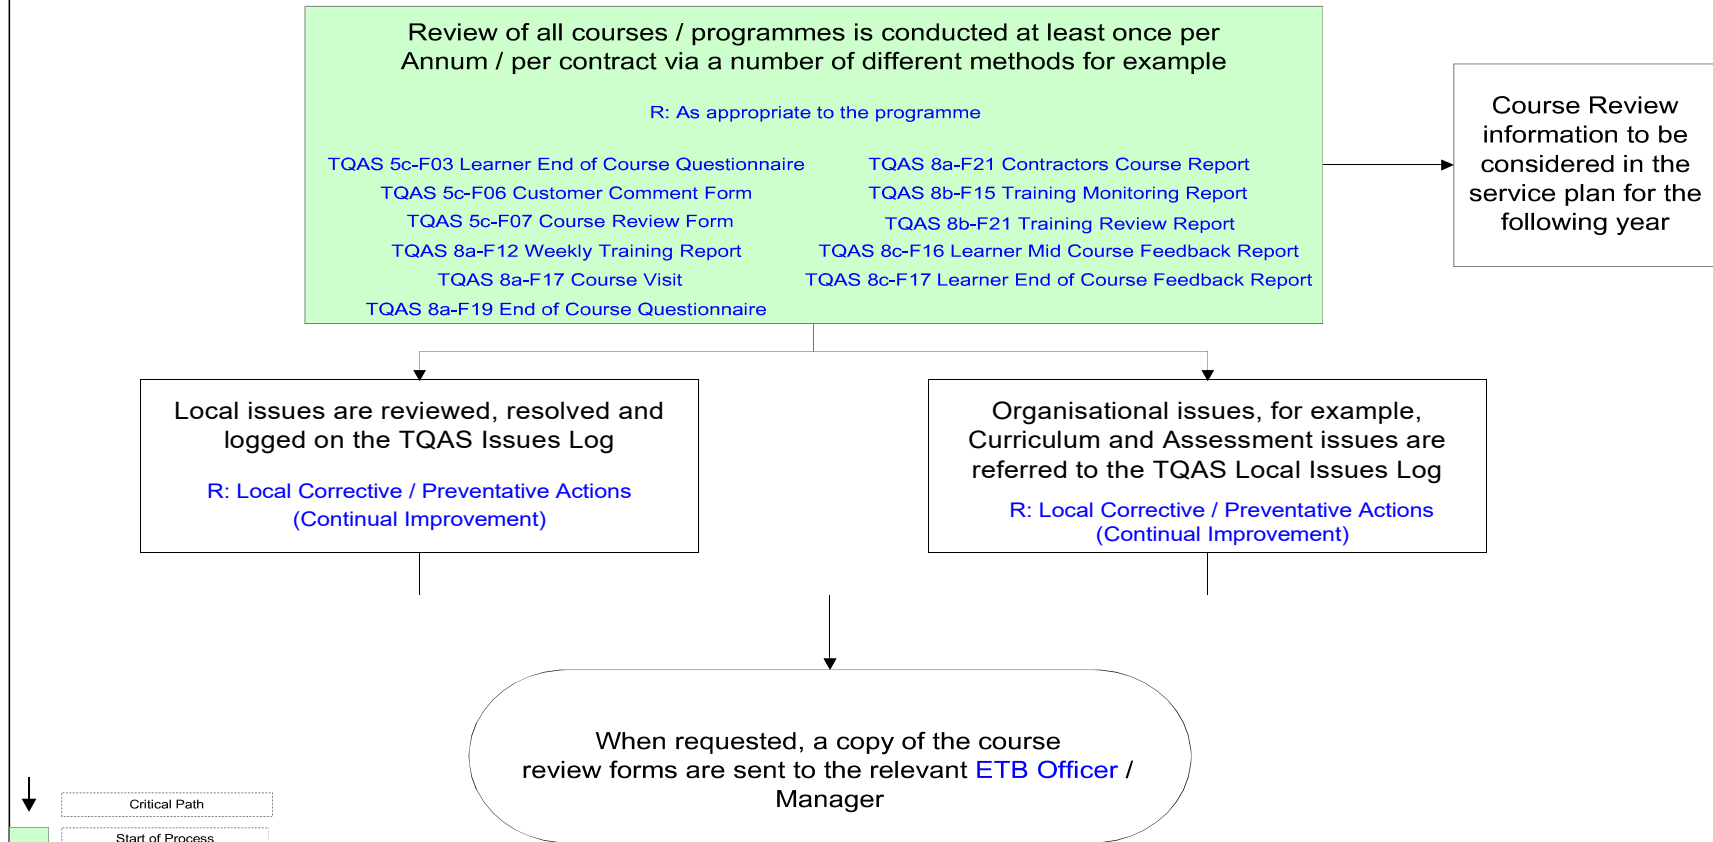 Review of all courses / programmes is conducted at least once per
Annum / per contract via a number of different methods for example
R: As appropriate to the programme
TQAS 5c-F03 Learner End of Course Questionnaire
TQAS 5c-F06 Customer Comment Form
TQAS 5c-F07 Course Review Form
TQAS 8a-F12 Weekly Training Report
TQAS 8a-F17 Course Visit
TQAS 8a-F19 End of Course Questionnaire
TQAS 8a-F21 Contractors Course Report
TQAS 8b-F15 Training Monitoring Report
TQAS 8b-F21 Training Review Report
TQAS 8c-F16 Learner Mid Course Feedback Report
TQAS 8c-F17 Learner End of Course Feedback Report
Course Review
information to be
considered in the
service plan for the
following year
Local issues are reviewed, resolved and
logged on the TQAS Issues Log
R: Local Corrective / Preventative Actions
(Continual Improvement)
Organisational issues, for example,
Curriculum and Assessment issues are
referred to the TQAS Local Issues Log
R: Local Corrective / Preventative Actions
(Continual Improvement)
When requested, a copy of the course
review forms are sent to the relevant ETB Officer /
Manager
Critical Path
Start of Process